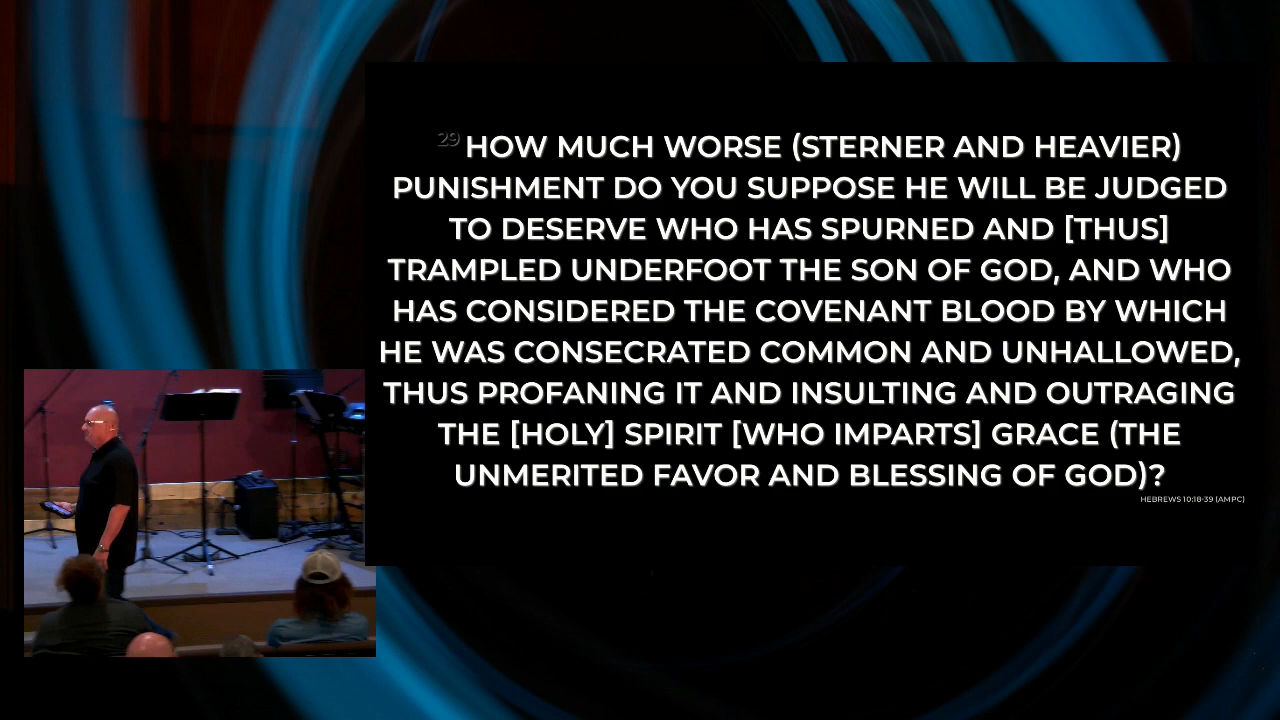 29 HOW MUCH WORSE (STERNER AND HEAVIER)
PUNISHMENT DO YOU SUPPOSE HE WILL BE JUDGED
TO DESERVE WHO HAS SPURNED AND [THUS]
TRAMPLED UNDERFOOT THE SON OF GOD, AND WHO
HAS CONSIDERED THE COVENANT BLOOD BY WHICH
HE WAS CONSECRATED COMMON AND UNHALLOWED,
THUS PROFANING IT AND INSULTING AND OUTRAGING
THE [HOLY] SPIRIT [WHO IMPARTS] GRACE (THE
UNMERITED FAVOR AND BLESSING OF GOD)?
HEBREWS 10:18-39 (AMPC)